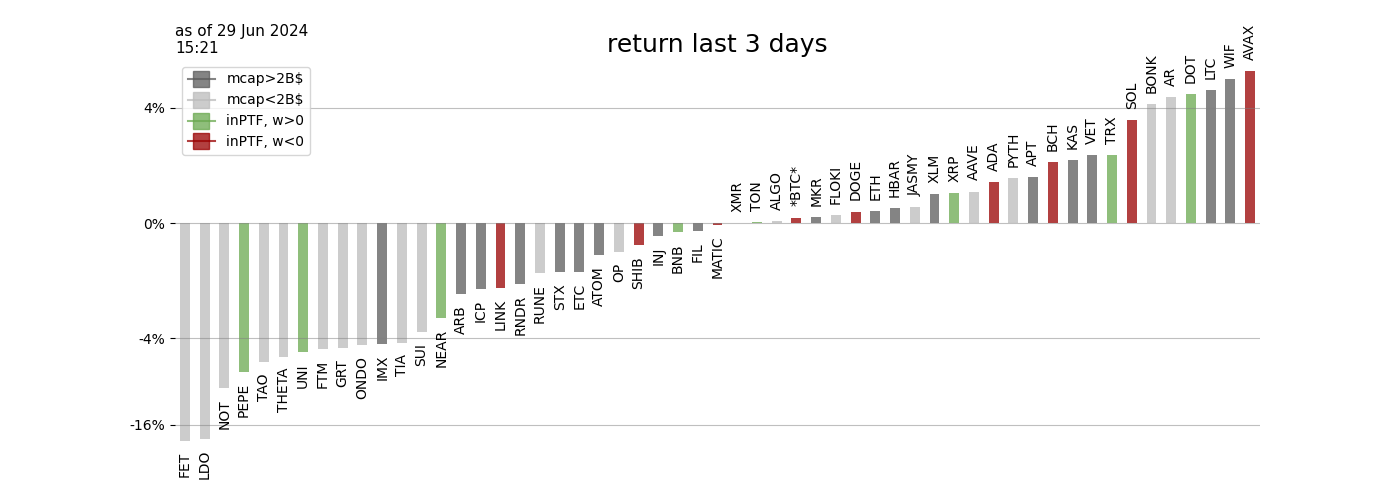 as of 29 Jun 2024
15:21
return last 3 days
mcap>2B$
mcap<2B$
inPTF, w>0
inPTF, w<0
4%
0%
-4%
-16%
FET
LDO
NOT
PEPE
TAO
THETA
UNI
FTM
GRT
ONDO
IMX
TIA
SUI
NEAR
ARB
ICP
LINK
RNDR
RUNE
STX
ETC
ATOM
OP
SHIB
INJ
BNB
FIL
MATIC
XMR
TON
ALGO
*BTC*
MKR
FLOKI
DOGE
ETH
HBAR
JASMY
XLM
XRP
AAVE
ADA
PYTH
APT
BCH
KAS
VET
TRX
SOL
BONK
AR
DOT
LTC
WIF
AVAX